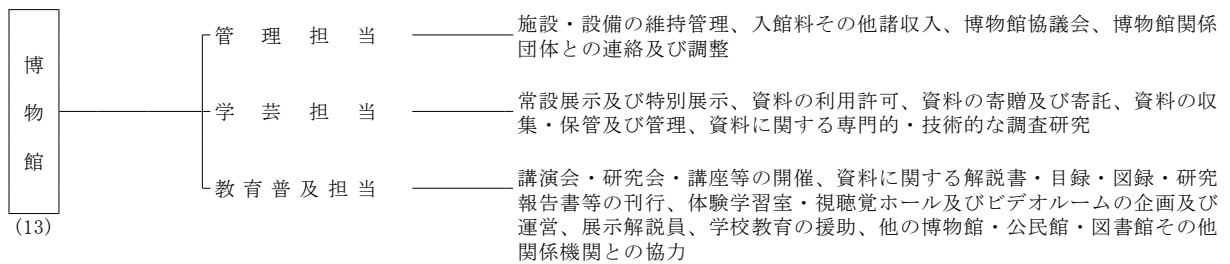 博物館
(13)
管理担当
施設・設備の維持管理、入館料その他諸収入、博物館協議会、博物館関係
団体との連絡及び調整
学芸担当
常設展示及び特別展示、資料の利用許可、資料の寄贈及び寄託、資料の収
集・保管及び管理、資料に関する専門的・技術的な調査研究
教育普及担当
講演会・研究会・講座等の開催、資料に関する解説書・目録・図録・研究
報告書等の刊行、体験学習室・視聴覚ホール及びビデオルームの企画及び
運営、展示解説員、学校教育の援助、他の博物館・公民館・図書館その他
関係機関との協力